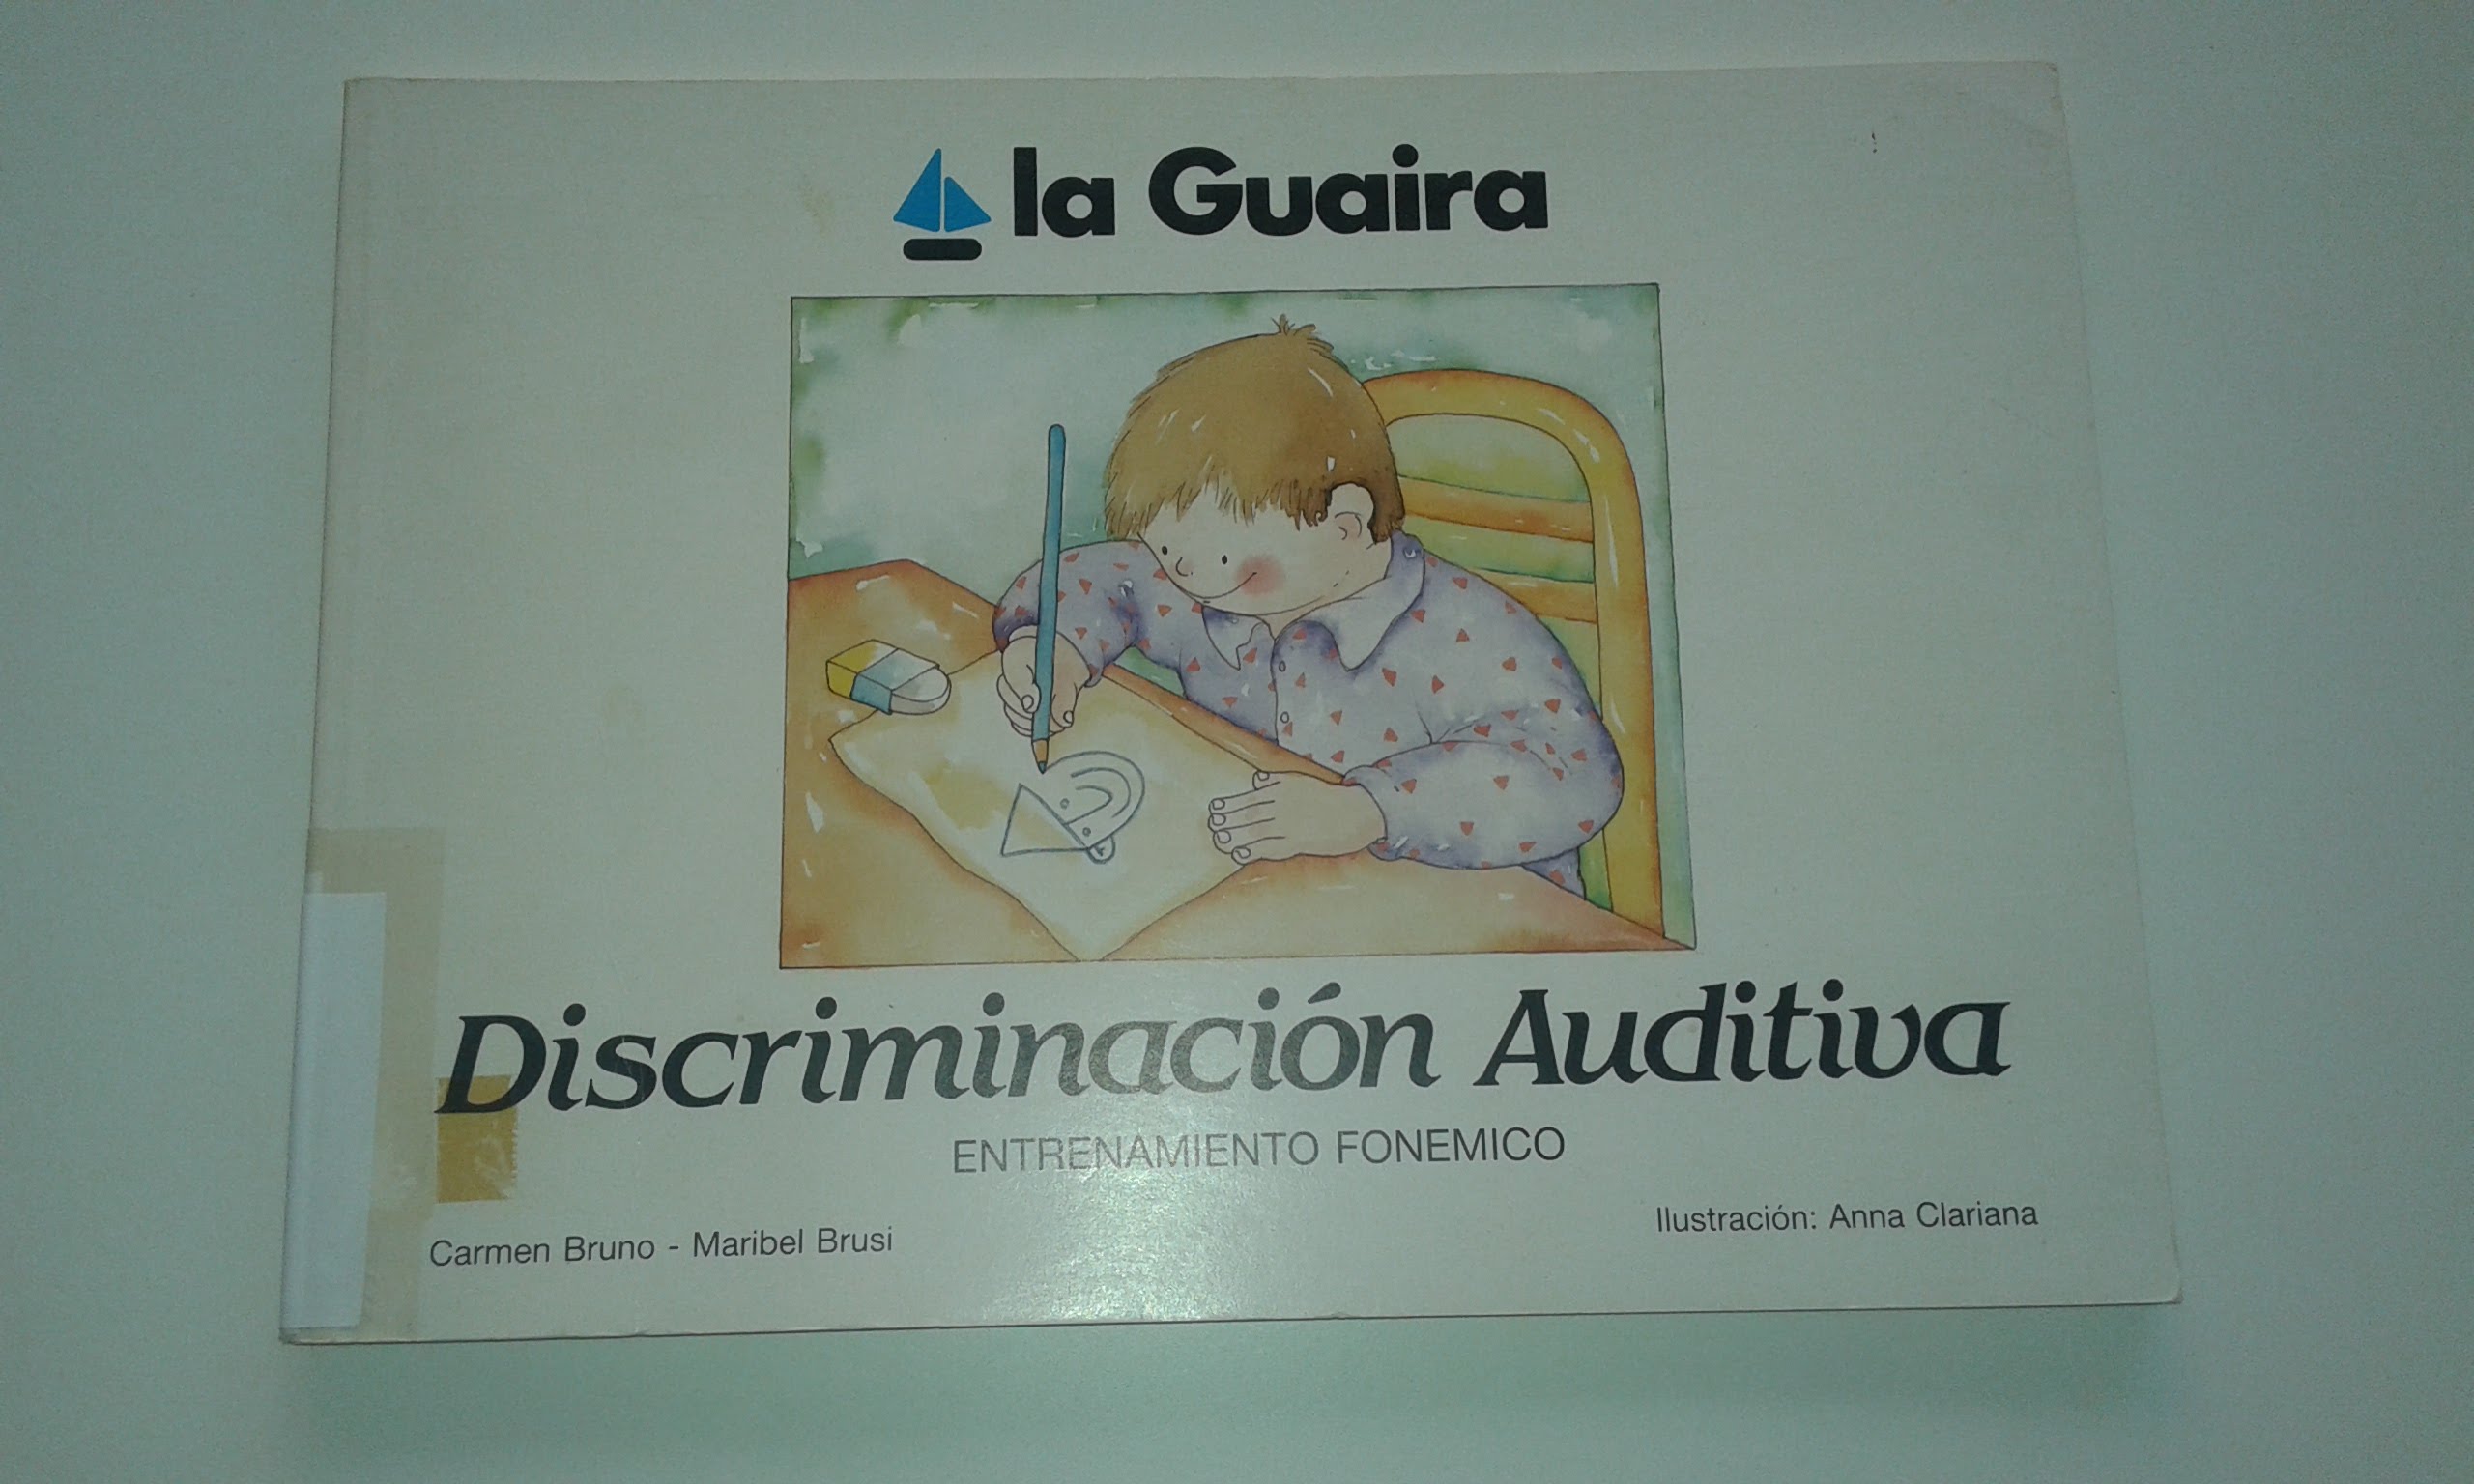 la Guaira
Discriminación Auditiva
ENTRENAMIENTO FONEMICO
Carmen Bruno - Maribel Brusi
Ilustración: Anna Clariana